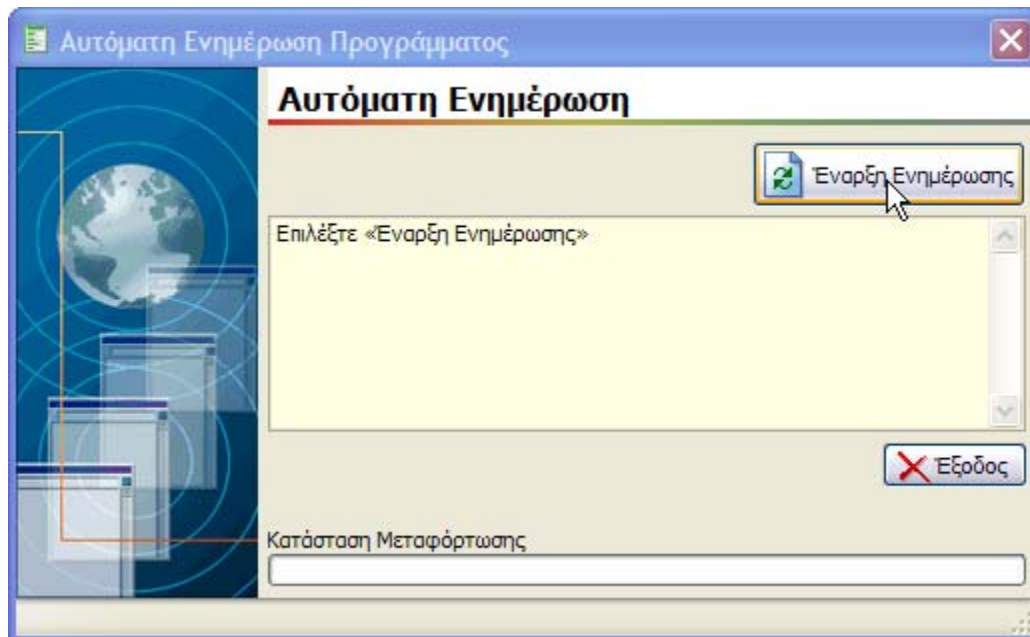 Αυτόματη Ενημέρωση Προγράμματος
Αυτόματη Ενημέρωση
Έναρξη Ενημέρωσης
Επιλέξτε «Έναρξη Ενημέρωσης»
Έξοδος
Κατάσταση Μεταφόρτωσης